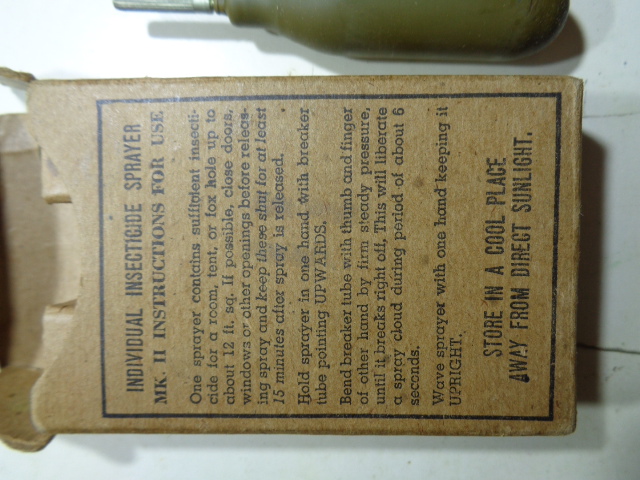 INDIVIDUAL INSECTICIDE SPRAYER
MK. II INSTRUCTIONS FOR USE
One sprayer contains sufficient insecti-
cide for a room, tent, or fox hole up to
about 12 ft. sq. If possible, close doors,
windows or other openings before releas-
ing spray and keep these shut for at least
15 minutes after spray is released.
Hold sprayer in one hand with breaker
tube pointing UPWARDS.
Bend breaker tube with thumb and finger
of other hand by firm steady pressure,
until it breaks right off, This will liberate
a spray cloud during period of about 6
seconds.
Wave sprayer with one hand keeping it
UPRIGHT.
STORE IN A COOL PLACE
AWAY FROM DIRECT SUNLIGHT.